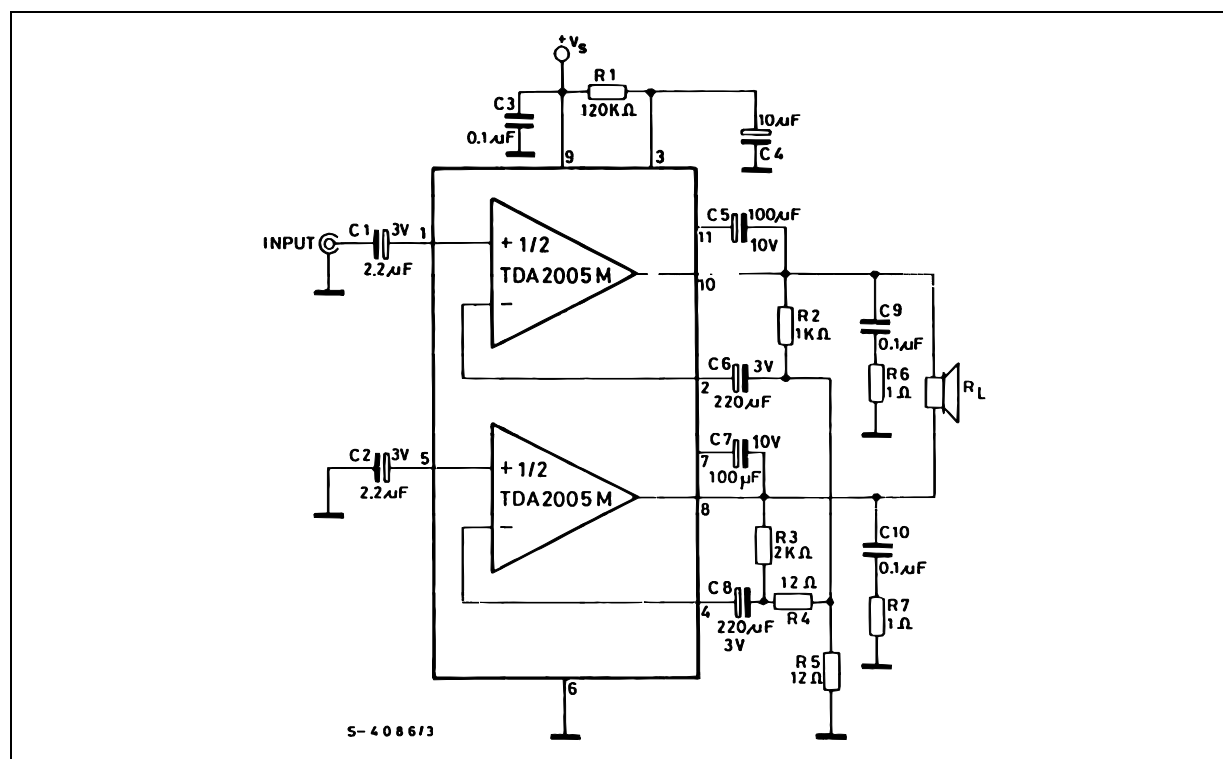 +Vs
R1
120KΩ
C3
0.1µF
10µF
C4
9
3
C5
100µF
10V
11
INPUT
C1
3V
1
2.2µF
+ 1/2
TDA2005M
−
10
R2
1KΩ
C9
0.1µF
C6
3V
2
220µF
R6
1Ω
RL
C2
3V
5
2.2µF
+ 1/2
TDA2005M
−
C7
10V
7
100µF
8
R3
2KΩ
C10
0.1µF
C8
12Ω
4
R4
220µF
3V
R7
1Ω
R5
12Ω
6
S-4086/3